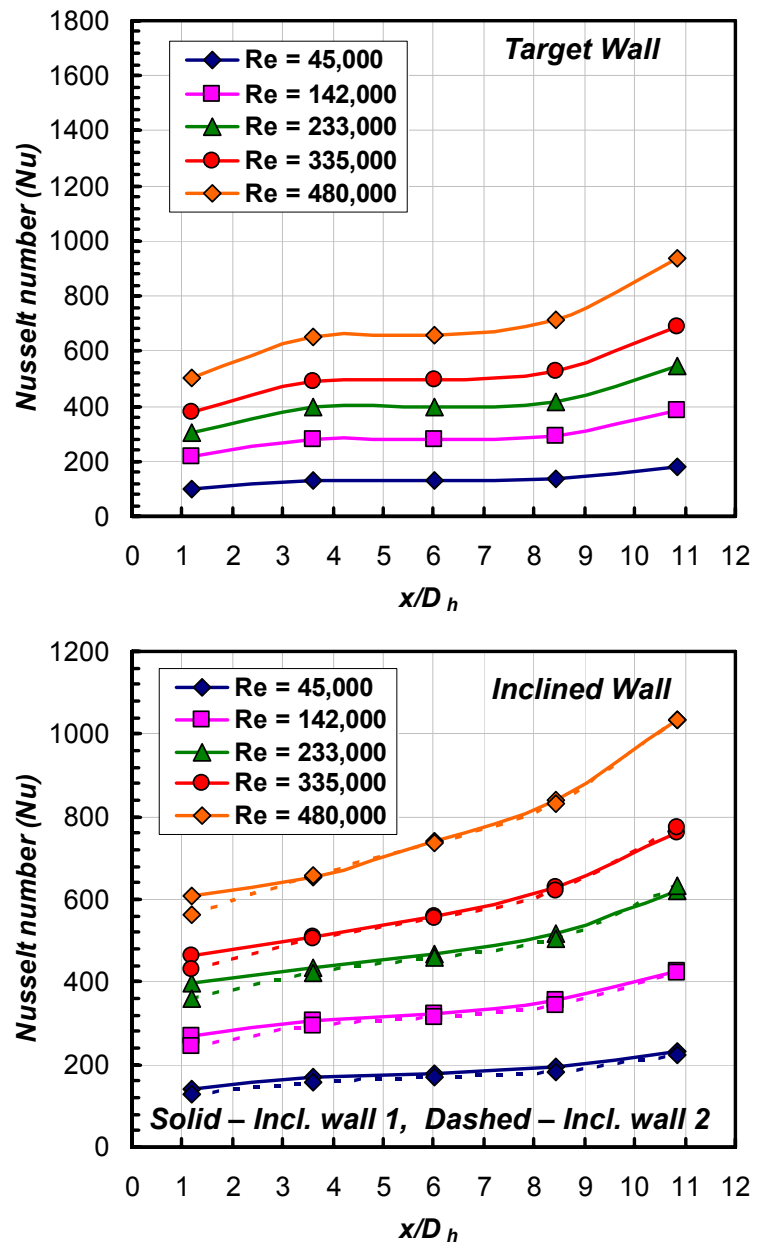 1800
1600
1400
1200
1000
800
600
400
200
0
Nusselt number (Nu)
Target Wall
Re = 45,000
Re = 142,000
Re = 233,000
Re = 335,000
Re = 480,000
0 1 2 3 4 5 6 7 8 9 10 11 12
x/D h
1200
1000
800
600
400
200
0
Nusselt number (Nu)
Inclined Wall
Re = 45,000
Re = 142,000
Re = 233,000
Re = 335,000
Re = 480,000
Solid – Incl. wall 1, Dashed – Incl. wall 2
0 1 2 3 4 5 6 7 8 9 10 11 12
x/D h